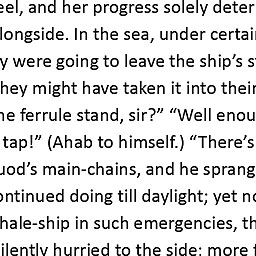 eel, and her progress solely deter
longside. In the sea, under certai
y were going to leave the ship's s
hey might have taken it into their
he ferrule stand, sir?” “Well enou
tap!” (Ahab to himself.) “There's
uod's main-chains, and he sprang
ontinued doing till daylight; yet no
hale-ship in such emergencies, th
ilently hurried to the side; more f